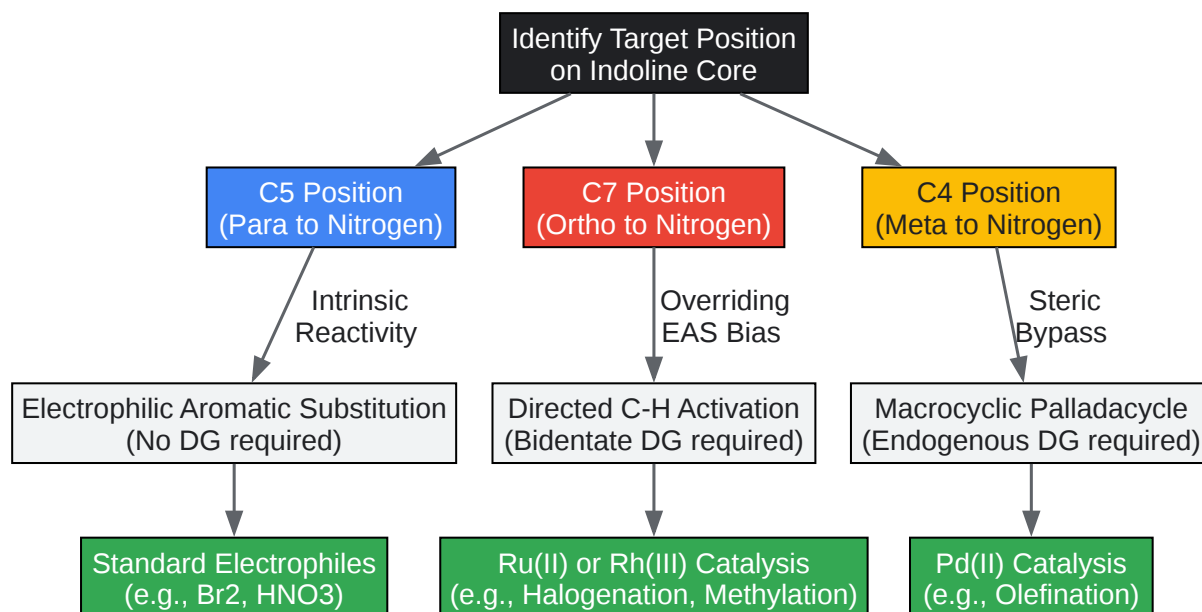 Identify Target Position
on Indoline Core
C5 Position
(Para to Nitrogen)
C7 Position
(Ortho to Nitrogen)
C4 Position
(Meta to Nitrogen)
Intrinsic
Reactivity
Overriding
EAS Bias
Steric
Bypass
Electrophilic Aromatic Substitution
(No DG required)
Directed C-H Activation
(Bidentate DG required)
Macrocyclic Palladacycle
(Endogenous DG required)
Standard Electrophiles
(e.g., Br2, HNO3)
Ru(II) or Rh(III) Catalysis
(e.g., Halogenation, Methylation)
Pd(II) Catalysis
(e.g., Olefination)